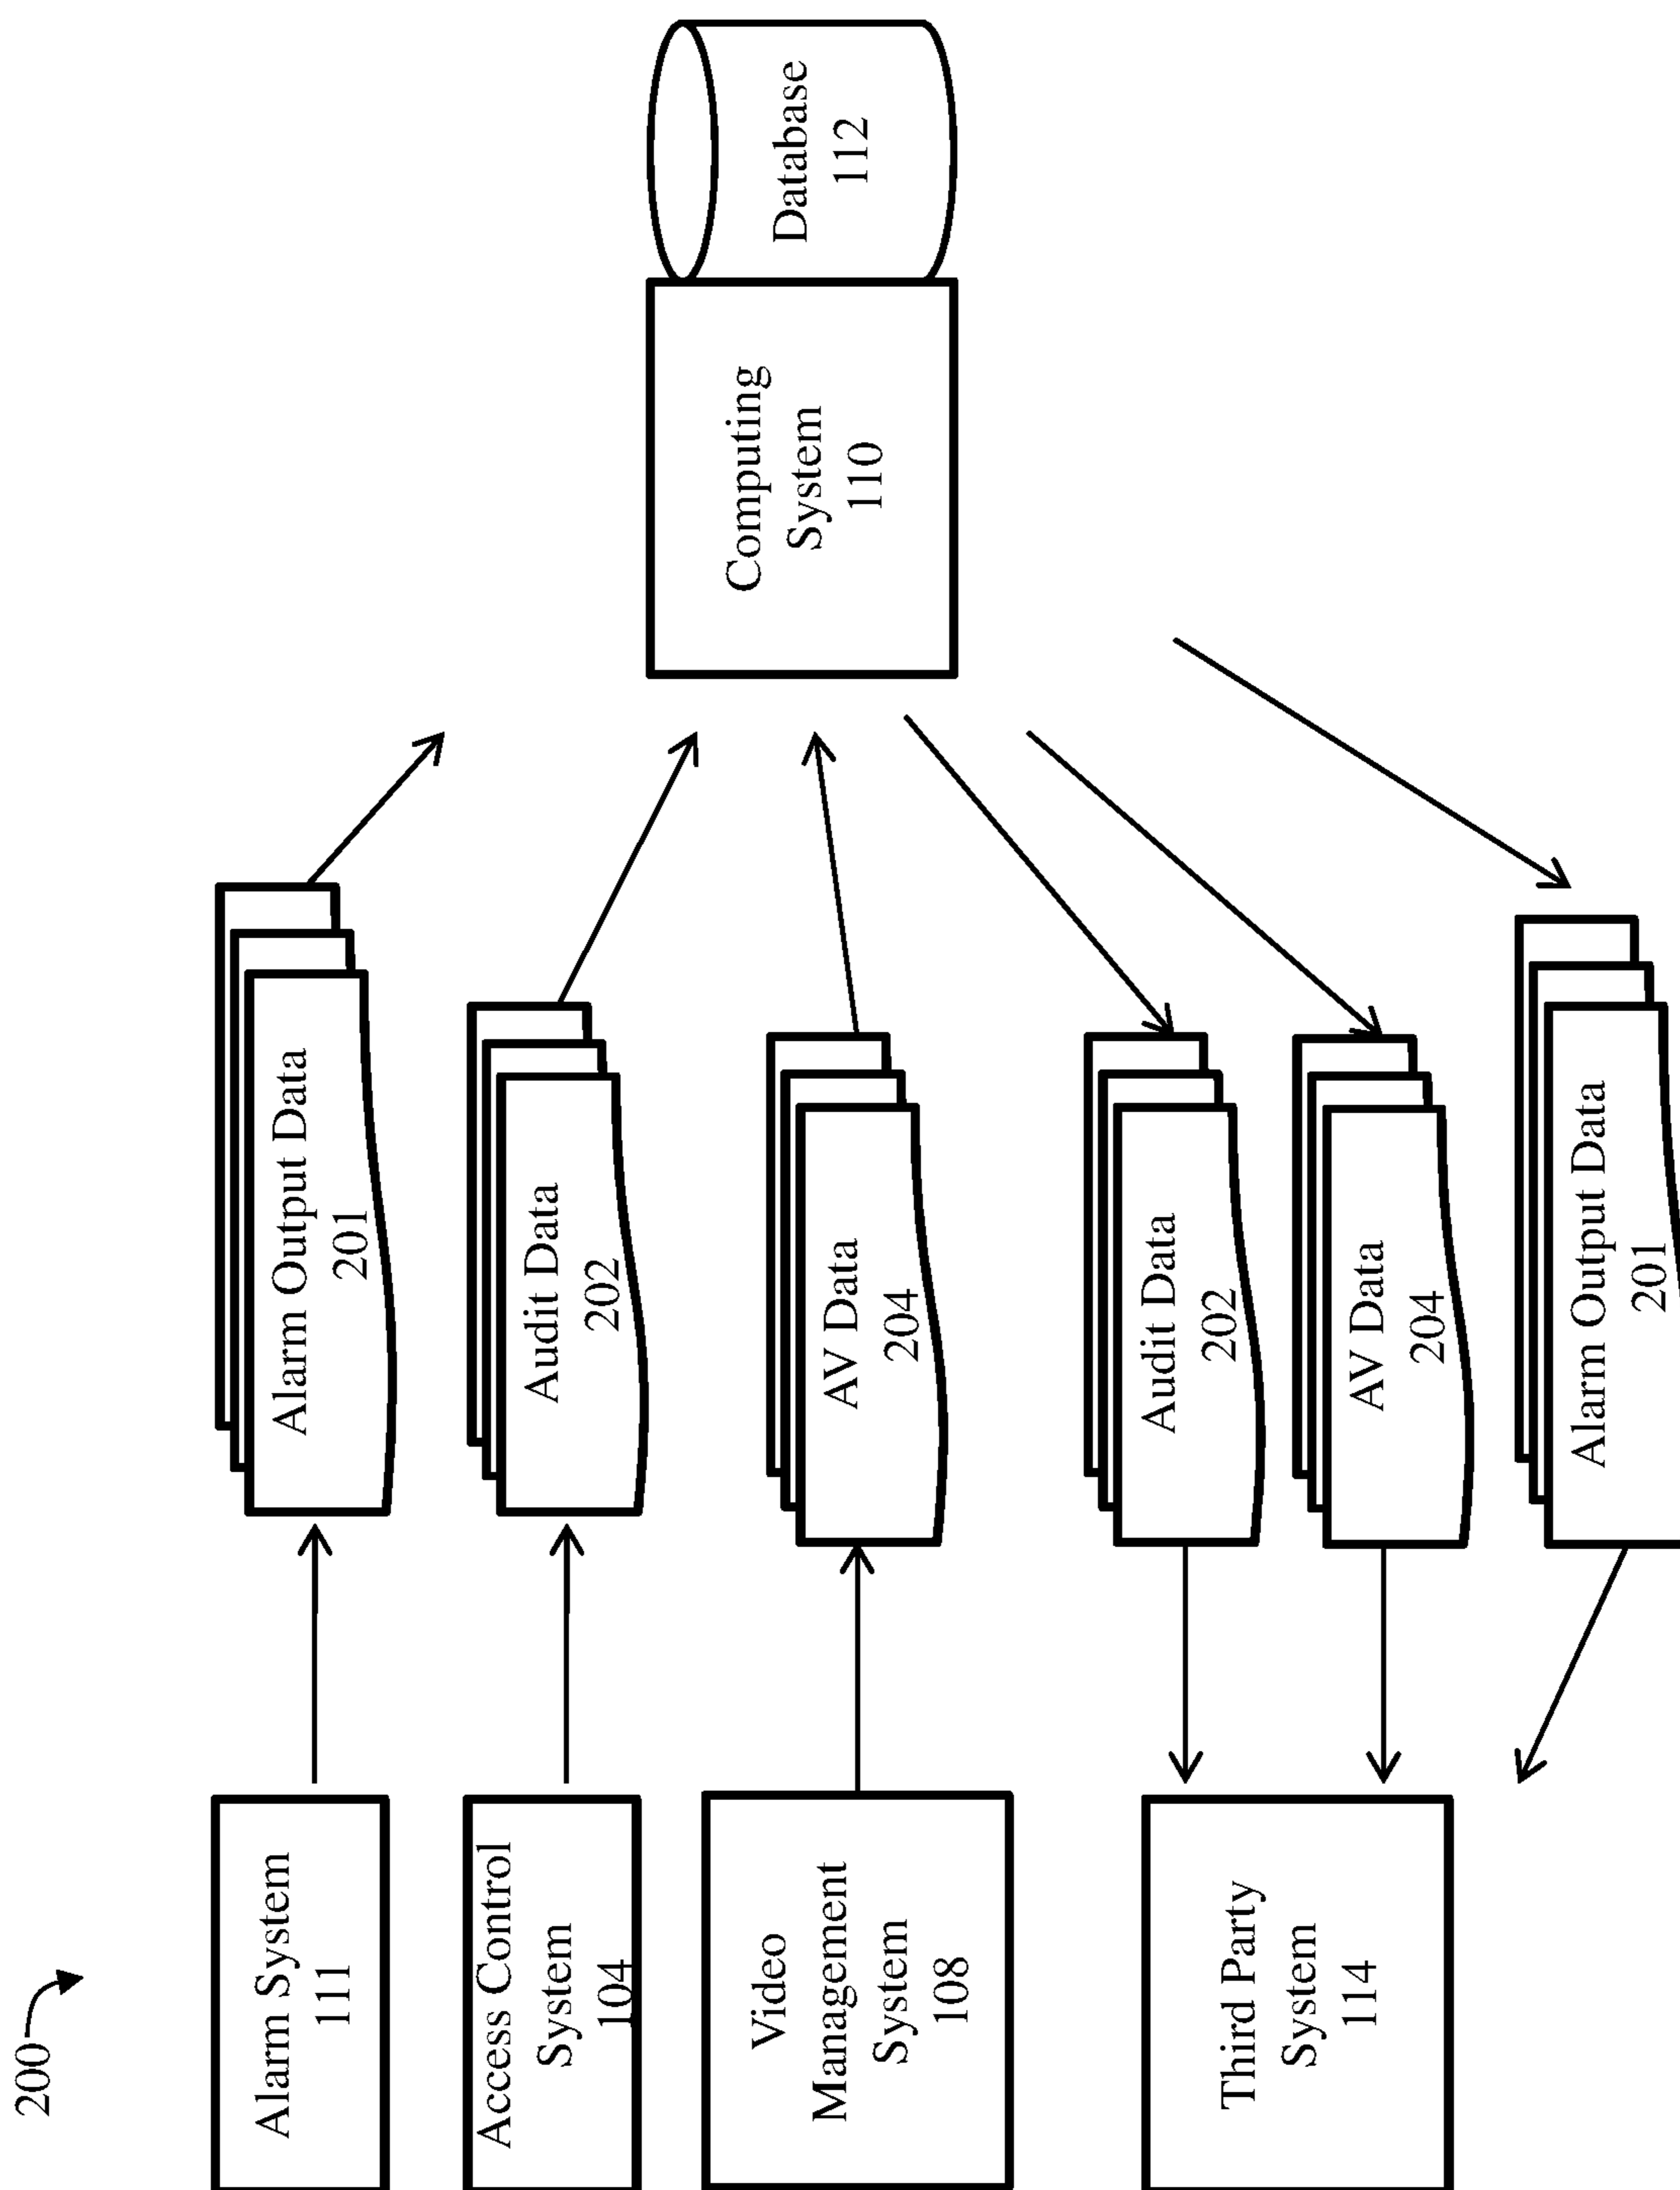 200
Alarm System
111
Alarm Output Data
201
Access Control
System
104
Audit Data
202
Video
Management
System
108
AV Data
204
Computing
System
110
Database
112
Third Party
System
114
Audit Data
202
AV Data
204
Alarm Output Data
201